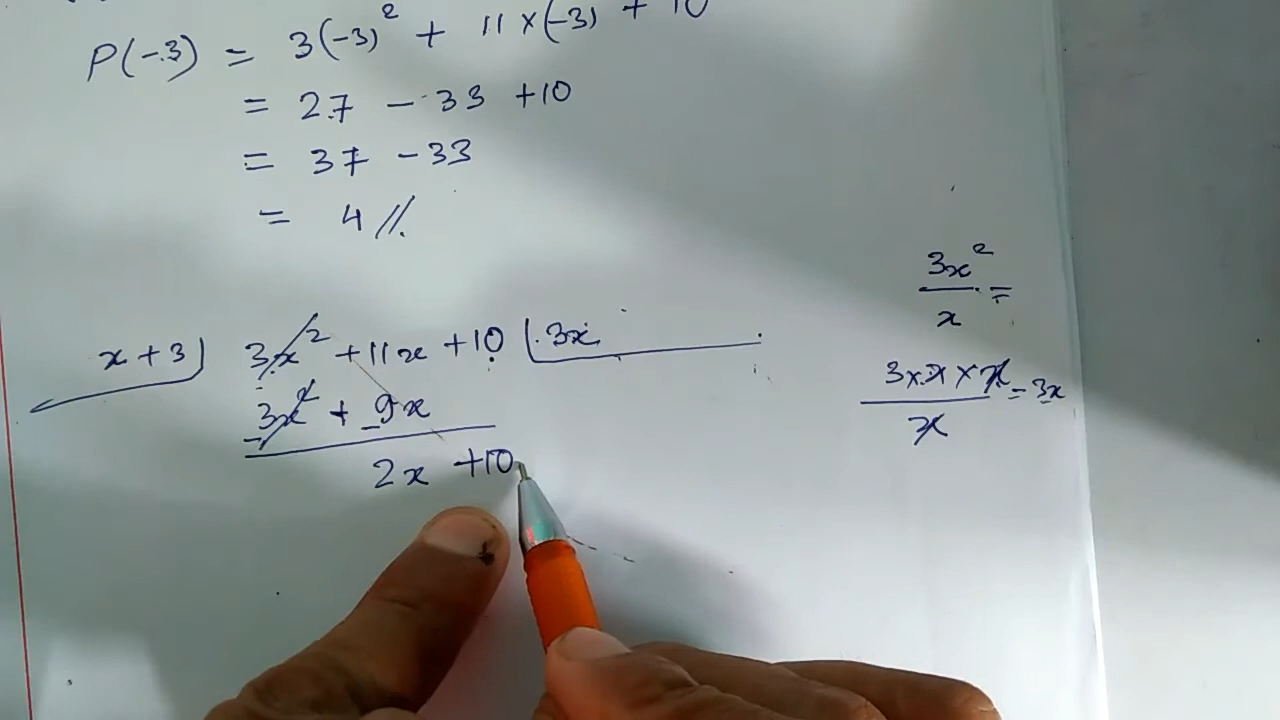 P(-3) = 3(-3)² + 11×(-3) + 10
= 27 - 33 +10
= 37 - 33
= 4 //.
3x²
— =
x
x + 3) 3x² + 11x + 10 ( 3x
3×x×x = 3x
3x² + 9x
x
- -
2x +10